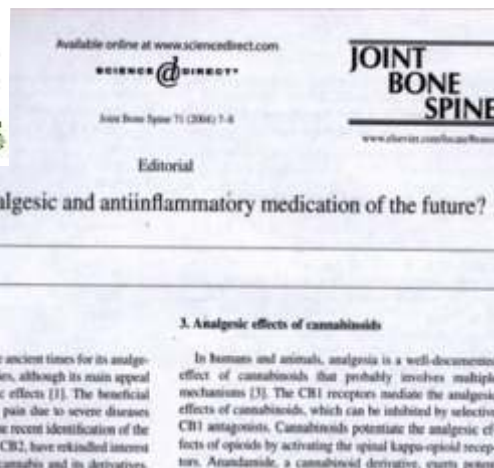 Available online at www.sciencedirect.com
SCIENCE DIRECT®
Joint Bone Spine 71 (2004) 7–8
JOINT
BONE
SPINE
Editorial
algesic and antiinflammatory medication of the future?
e ancient times for its analge-
ies, although its main appeal
ic effects [1]. The beneficial
pain due to severe diseases
e recent identification of the
CB2, have rekindled interest
cannabis and its derivatives.
3. Analgesic effects of cannabinoids
In humans and animals, analgesia is a well-documented
effect of cannabinoids that probably involves multiple
mechanisms [3]. The CB1 receptors mediate the analgesic
effects of cannabinoids, which can be inhibited by selective
CB1 antagonists. Cannabinoids potentiate the analgesic ef-
fects of opioids by activating the spinal kappa-opioid recep-
tors. Anandamide, a cannabinoid derivative,